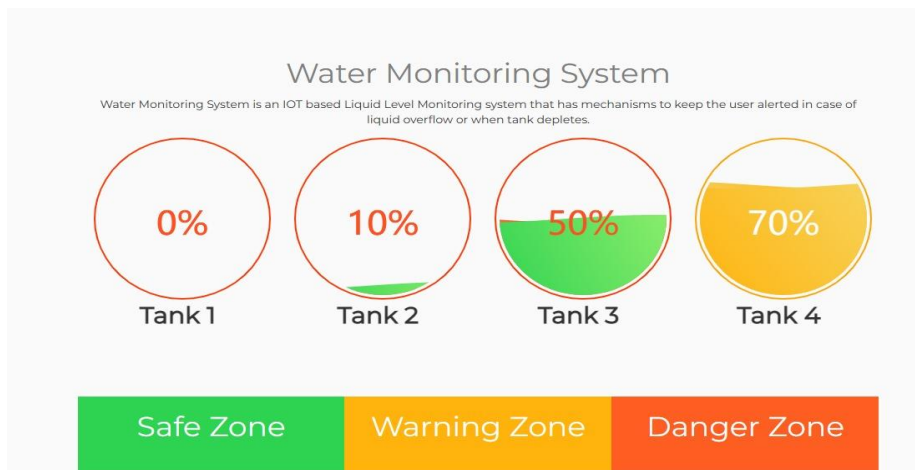 Water Monitoring System
Water Monitoring System is an IOT based Liquid Level Monitoring system that has mechanisms to keep the user alerted in case of
liquid overflow or when tank depletes.
0% 10% 50% 70%
Tank 1 Tank 2 Tank 3 Tank 4
Safe Zone Warning Zone Danger Zone